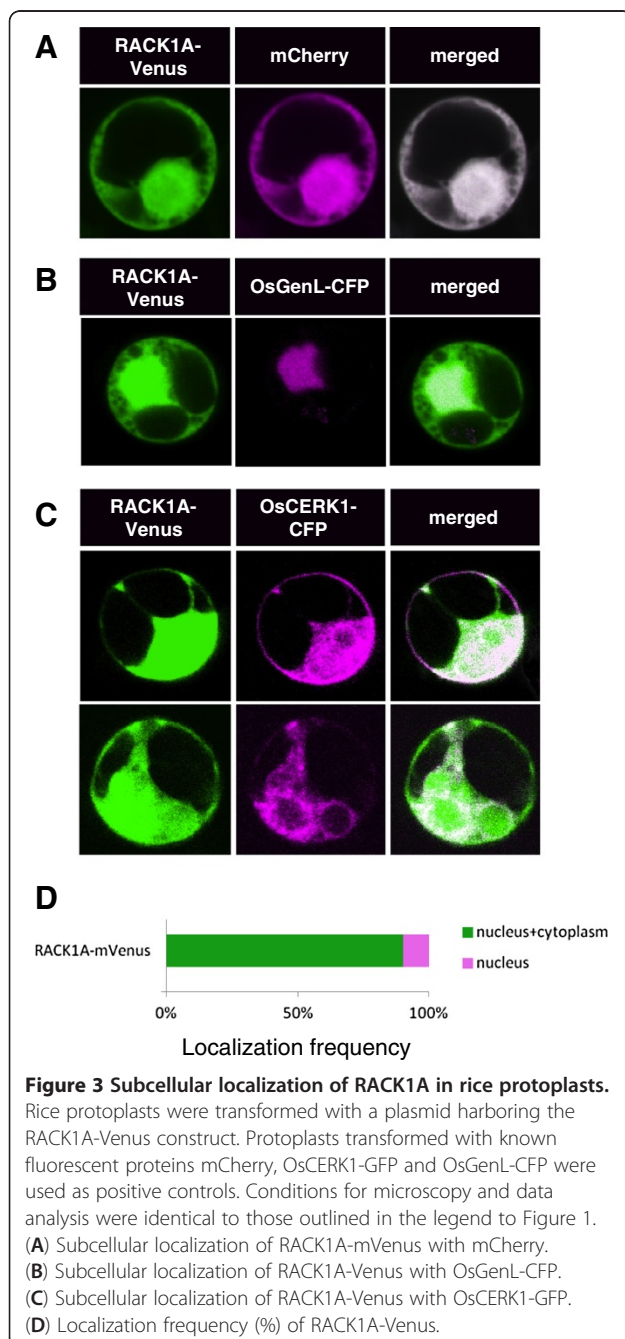 A
RACK1A-
Venus
mCherry
merged
B
RACK1A-
Venus
OsGenL-CFP
merged
C
RACK1A-
Venus
OsCERK1-
CFP
merged
D
RACK1A-mVenus
nucleus+cytoplasm
nucleus
0% 50% 100%
Localization frequency
Figure 3 Subcellular localization of RACK1A in rice protoplasts.
Rice protoplasts were transformed with a plasmid harboring the
RACK1A-Venus construct. Protoplasts transformed with known
fluorescent proteins mCherry, OsCERK1-GFP and OsGenL-CFP were
used as positive controls. Conditions for microscopy and data
analysis were identical to those outlined in the legend to Figure 1.
(A) Subcellular localization of RACK1A-mVenus with mCherry.
(B) Subcellular localization of RACK1A-Venus with OsGenL-CFP.
(C) Subcellular localization of RACK1A-Venus with OsCERK1-GFP.
(D) Localization frequency (%) of RACK1A-Venus.